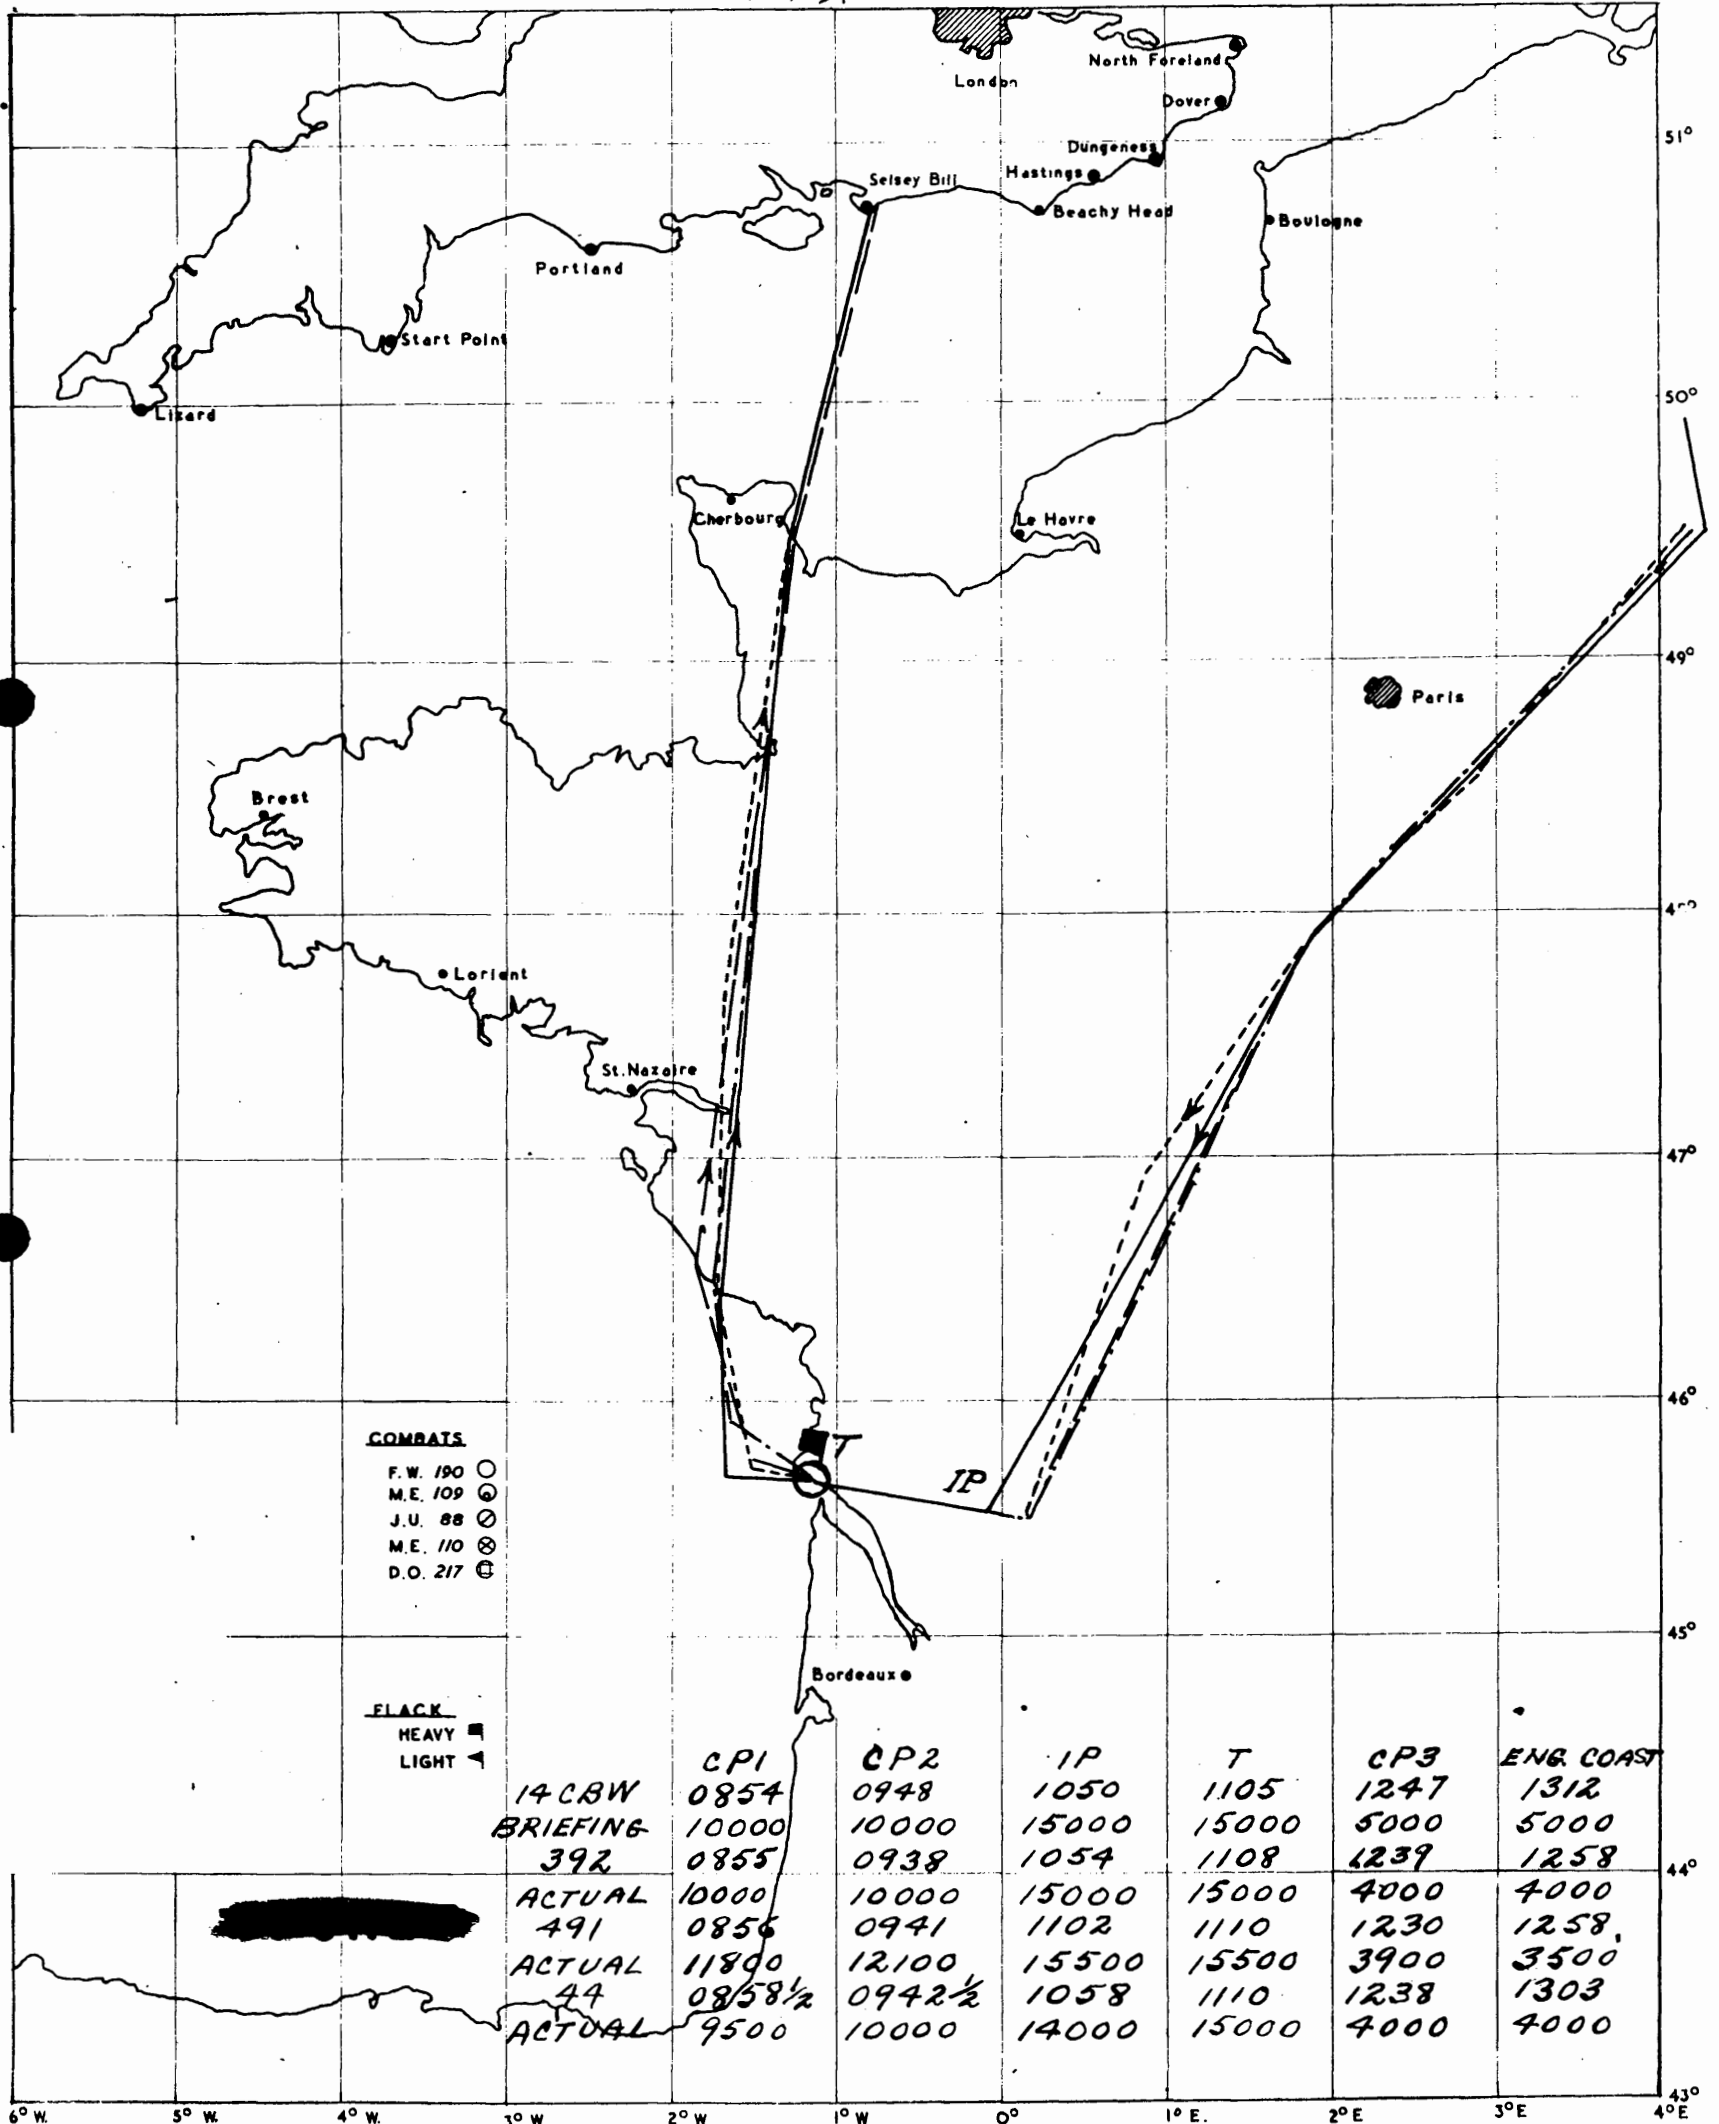 London
North Foreland
Dover
51°
Dungeness
Hastings
Selsey Bill
Beachy Head
Boulogne
Portland
Start Point
50°
Lizard
Cherbourg
Le Havre
49°
Paris
Brest
Lorient
St. Nazaire
47°
46°
T
IP
COMBATS
F.W. 190
M.E. 109
J.U. 88
M.E. 110
D.O. 217
45°
Bordeaux
FLACK
HEAVY
LIGHT
CP1 CP2 IP T CP3 ENG. COAST
14 CBW 0854 0948 1050 1105 1247 1312
BRIEFING 10000 10000 15000 15000 5000 5000
392 0855 0938 1054 1108 1239 1258
44°
ACTUAL 10000 10000 15000 15000 4000 4000
491 0856 0941 1102 1110 1230 1258
ACTUAL 11800 12100 15500 15500 3900 3500
44 0858½ 0942½ 1058 1110 1238 1303
ACTUAL 9500 10000 14000 15000 4000 4000
43°
6° W. 5° W. 4° W. 3° W 2° W 1° W 0° 1° E. 2° E 3° E 4° E